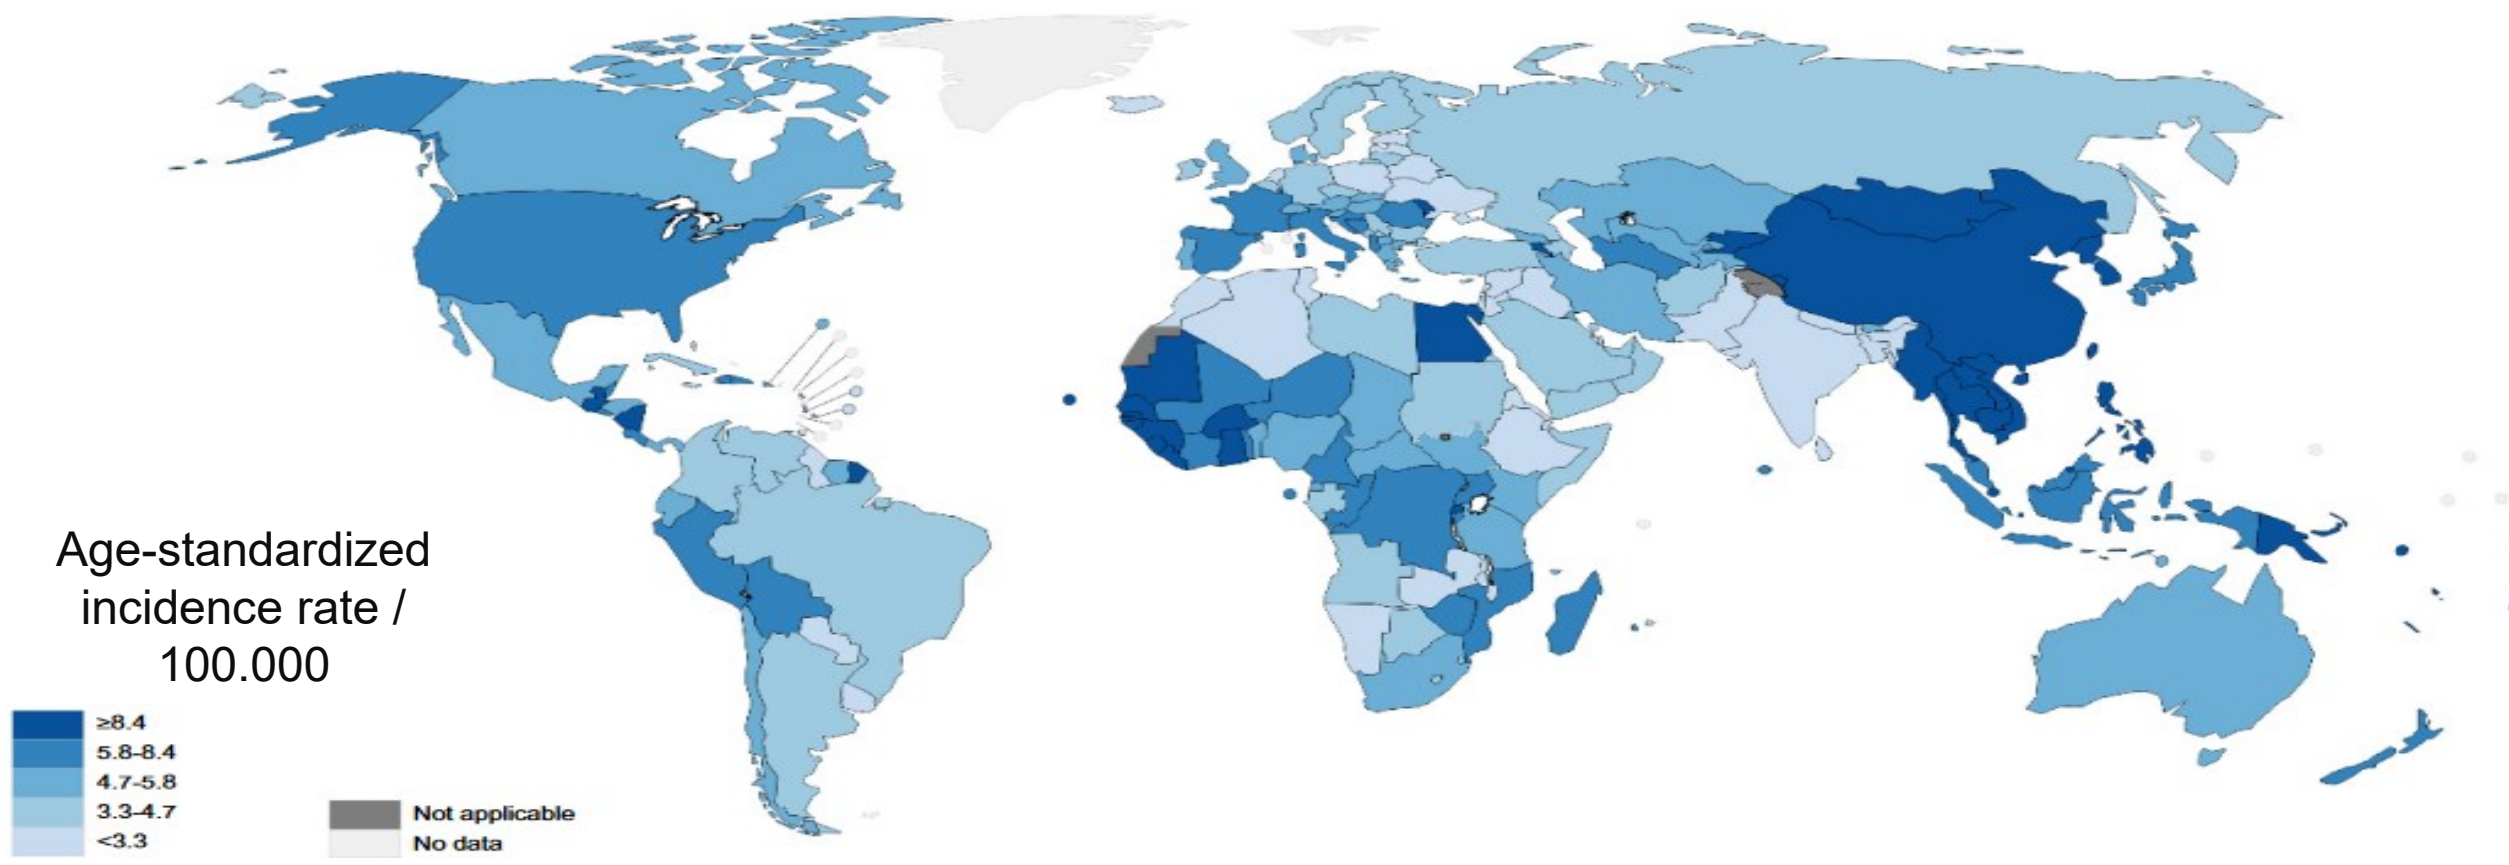 Age-standardized
incidence rate /
100.000
≥8.4
5.8-8.4
4.7-5.8
3.3-4.7
<3.3
Not applicable
No data